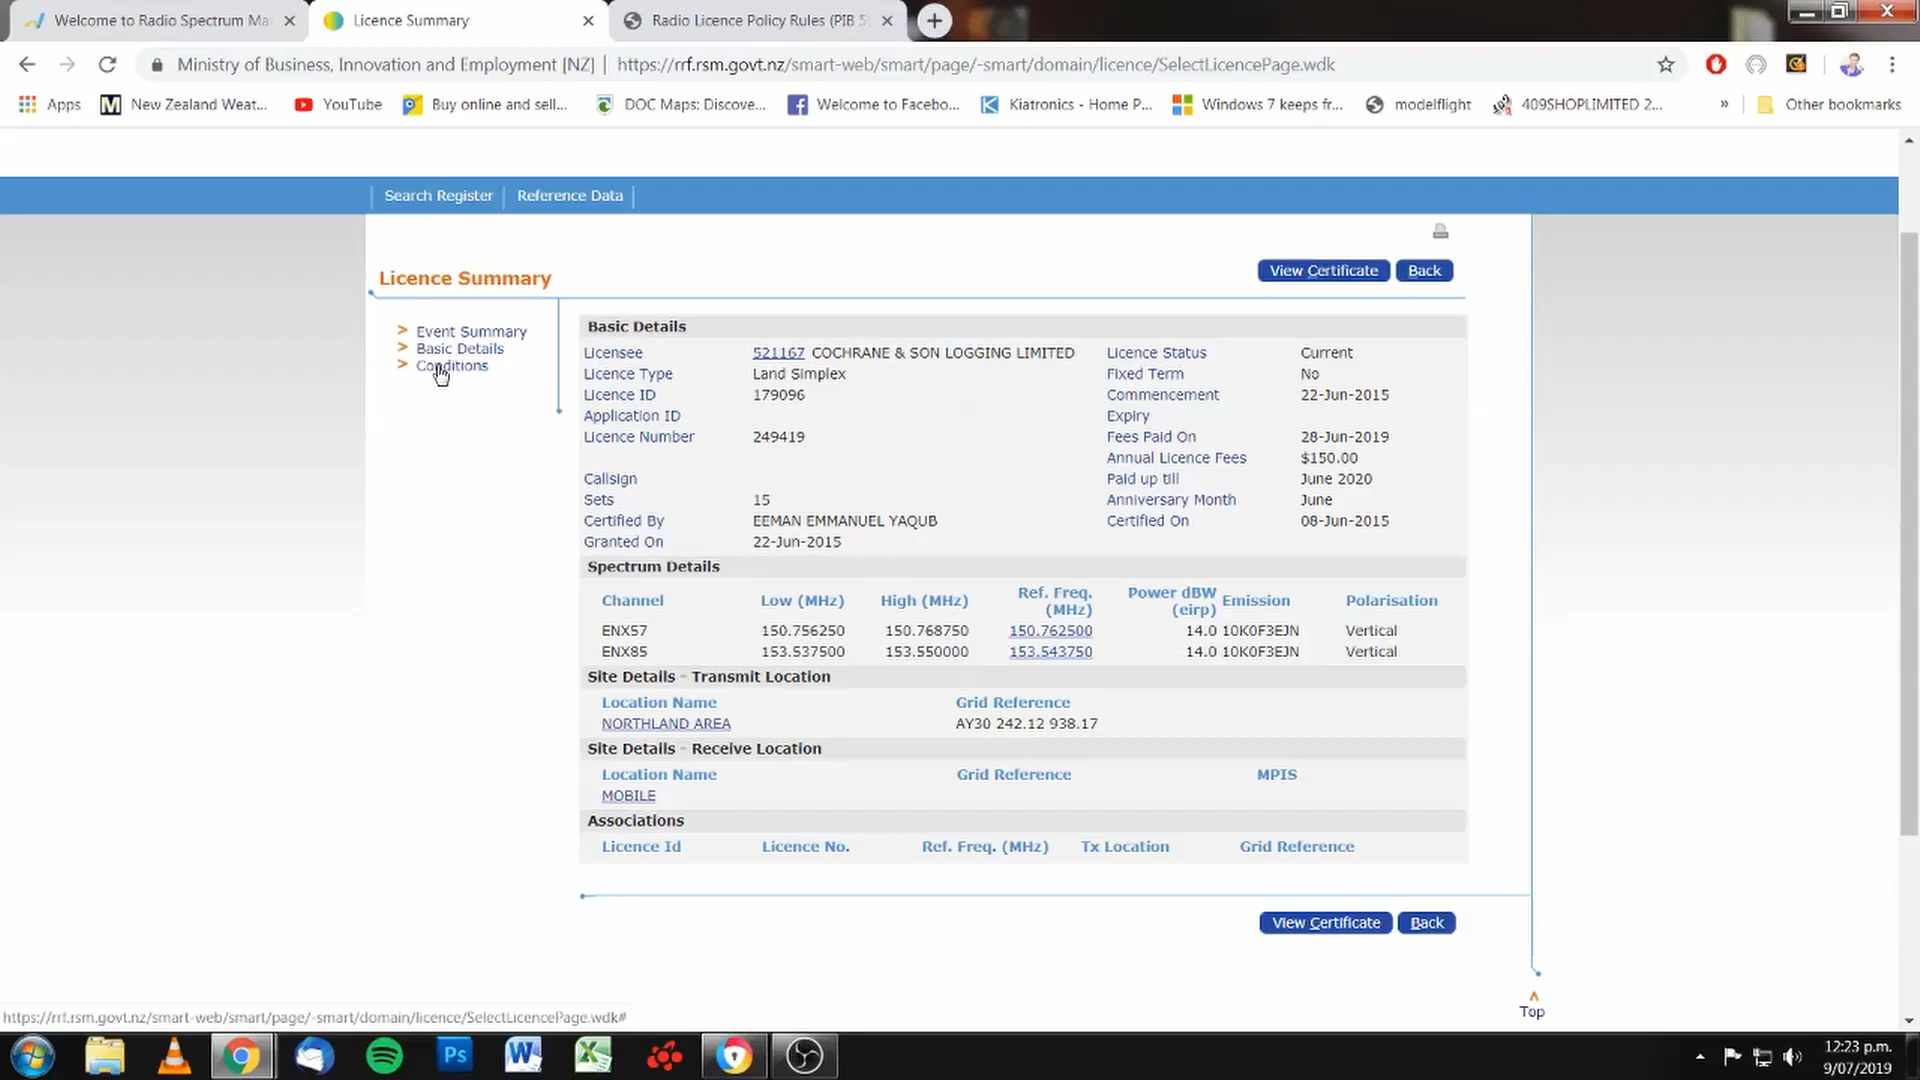 Welcome to Radio Spectrum Ma
Licence Summary
Radio Licence Policy Rules (PIB 5
Ministry of Business, Innovation and Employment [NZ] | https://rrf.rsm.govt.nz/smart-web/smart/page/-smart/domain/licence/SelectLicencePage.wdk
Apps
New Zealand Weat...
YouTube
Buy online and sell...
DOC Maps: Discove...
Welcome to Facebo...
Kiatronics - Home P...
Windows 7 keeps fr...
modelflight
409SHOPLIMITED 2...
» Other bookmarks
Search Register | Reference Data
Licence Summary
View Certificate Back
> Event Summary
> Basic Details
> Conditions
Basic Details
Licensee 521167 COCHRANE & SON LOGGING LIMITED Licence Status Current
Licence Type Land Simplex Fixed Term No
Licence ID 179096 Commencement 22-Jun-2015
Application ID Expiry
Licence Number 249419 Fees Paid On 28-Jun-2019
Annual Licence Fees $150.00
Callsign Paid up till June 2020
Sets 15 Anniversary Month June
Certified By EEMAN EMMANUEL YAQUB Certified On 08-Jun-2015
Granted On 22-Jun-2015
Spectrum Details
Channel Low (MHz) High (MHz) Ref. Freq. (MHz) Power dBW (eirp) Emission Polarisation
ENX57 150.756250 150.768750 150.762500 14.0 10K0F3EJN Vertical
ENX85 153.537500 153.550000 153.543750 14.0 10K0F3EJN Vertical
Site Details - Transmit Location
Location Name Grid Reference
NORTHLAND AREA AY30 242.12 938.17
Site Details - Receive Location
Location Name Grid Reference MPIS
MOBILE
Associations
Licence Id Licence No. Ref. Freq. (MHz) Tx Location Grid Reference
View Certificate Back
^
Top
https://rrf.rsm.govt.nz/smart-web/smart/page/-smart/domain/licence/SelectLicencePage.wdk#
Ps
12:23 p.m.
9/07/2019